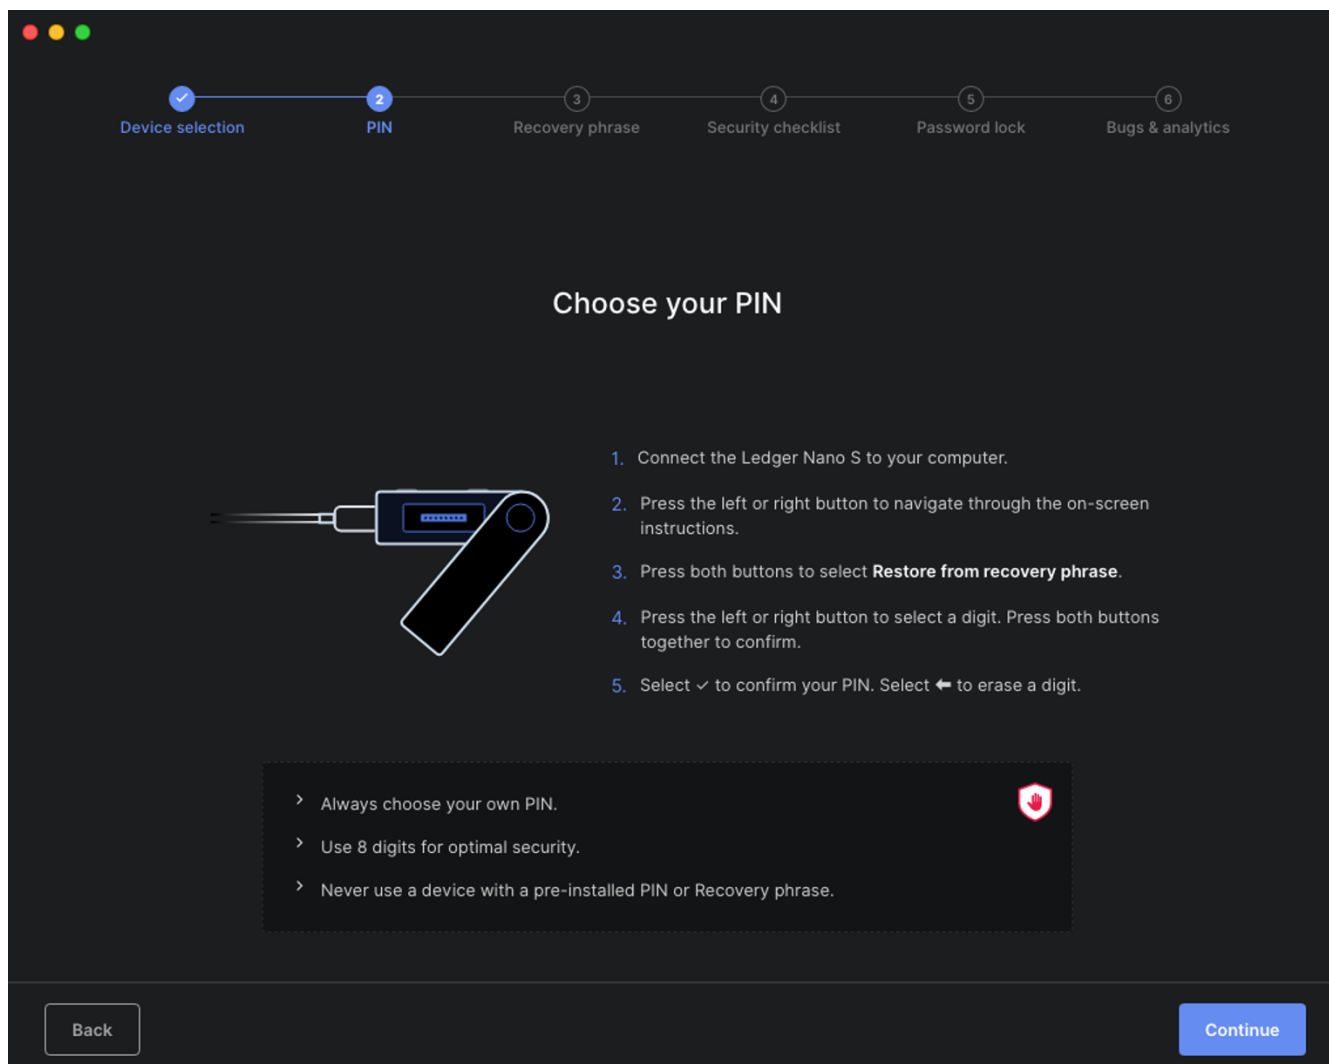 2 3 4 5 6
Device selection PIN Recovery phrase Security checklist Password lock Bugs & analytics
Choose your PIN
1. Connect the Ledger Nano S to your computer.
2. Press the left or right button to navigate through the on-screen
instructions.
3. Press both buttons to select Restore from recovery phrase.
4. Press the left or right button to select a digit. Press both buttons
together to confirm.
5. Select ✓ to confirm your PIN. Select ⬅ to erase a digit.
Always choose your own PIN.
Use 8 digits for optimal security.
Never use a device with a pre-installed PIN or Recovery phrase.
Back Continue